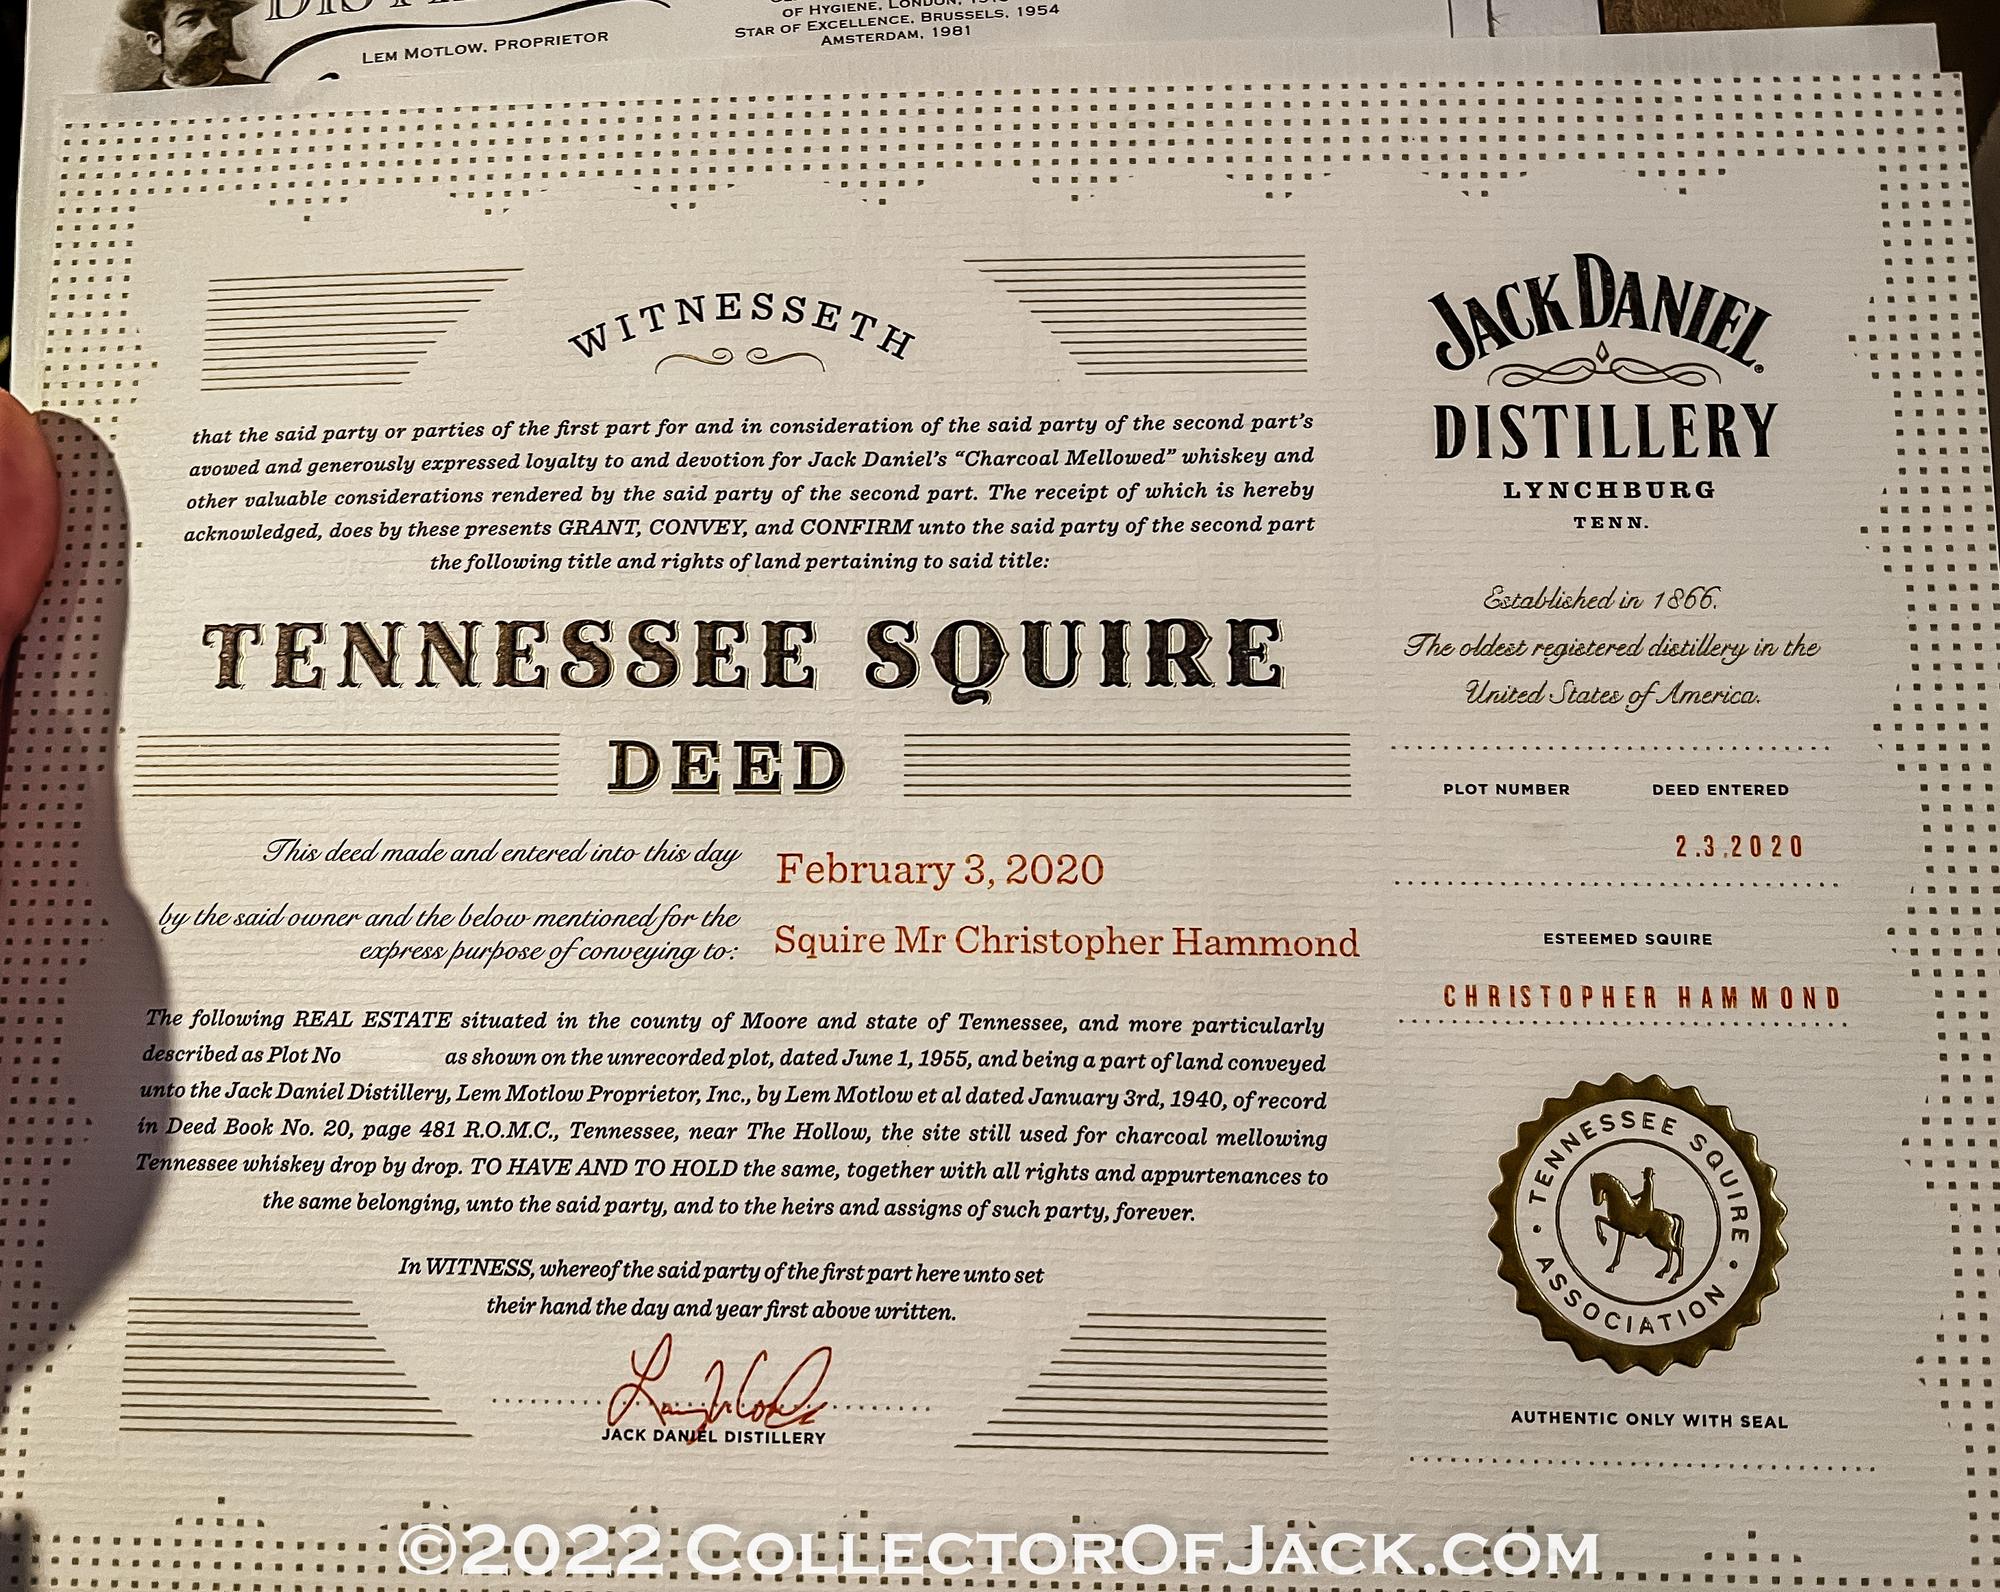 LEM MOTLOW, PROPRIETOR
OF HYGIENE, LONDON,
STAR OF EXCELLENCE, BRUSSELS, 1954
AMSTERDAM, 1981
WITNESSETH
that the said party or parties of the first part for and in consideration of the said party of the second part's
avowed and generously expressed loyalty to and devotion for Jack Daniel's “Charcoal Mellowed” whiskey and
other valuable considerations rendered by the said party of the second part. The receipt of which is hereby
acknowledged, does by these presents GRANT, CONVEY, and CONFIRM unto the said party of the second part
the following title and rights of land pertaining to said title:
TENNESSEE SQUIRE
DEED
This deed made and entered into this day
February 3, 2020
by the said owner and the below mentioned for the
express purpose of conveying to:
Squire Mr Christopher Hammond
The following REAL ESTATE situated in the county of Moore and state of Tennessee, and more particularly
described as Plot No as shown on the unrecorded plot, dated June 1, 1955, and being a part of land conveyed
unto the Jack Daniel Distillery, Lem Motlow Proprietor, Inc., by Lem Motlow et al dated January 3rd, 1940, of record
in Deed Book No. 20, page 481 R.O.M.C., Tennessee, near The Hollow, the site still used for charcoal mellowing
Tennessee whiskey drop by drop. TO HAVE AND TO HOLD the same, together with all rights and appurtenances to
the same belonging, unto the said party, and to the heirs and assigns of such party, forever.
In WITNESS, whereof the said party of the first part here unto set
their hand the day and year first above written.
JACK DANIEL DISTILLERY
JACK DANIEL®
DISTILLERY
LYNCHBURG
TENN.
Established in 1866.
The oldest registered distillery in the
United States of America.
PLOT NUMBER DEED ENTERED
2.3.2020
ESTEEMED SQUIRE
CHRISTOPHER HAMMOND
TENNESSEE SQUIRE
ASSOCIATION
AUTHENTIC ONLY WITH SEAL
©2022 COLLECTOROFJACK.COM